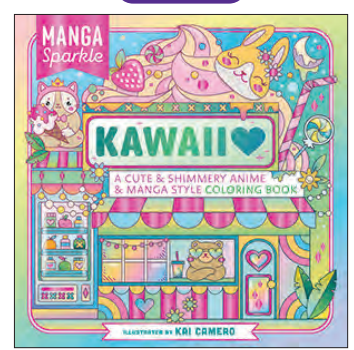 MANGA
Sparkle
KAWAII
A CUTE & SHIMMERY ANIME
& MANGA STYLE COLORING BOOK
ILLUSTRATED BY KAI CAMERO